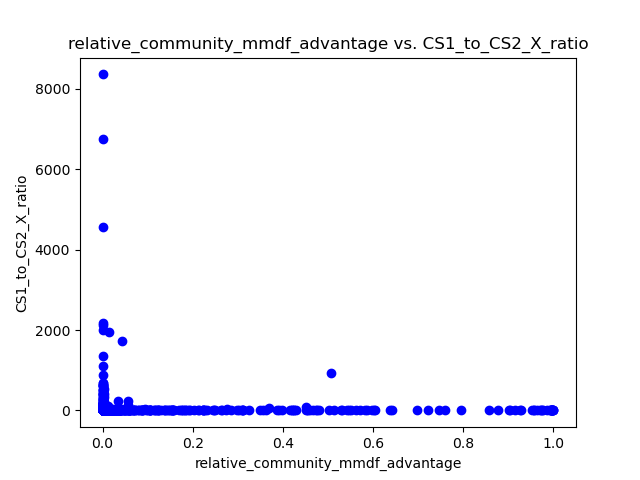 relative_community_mmdf_advantage vs. CS1_to_CS2_X_ratio
CS1_to_CS2_X_ratio
8000
6000
4000
2000
0
0.0 0.2 0.4 0.6 0.8 1.0
relative_community_mmdf_advantage